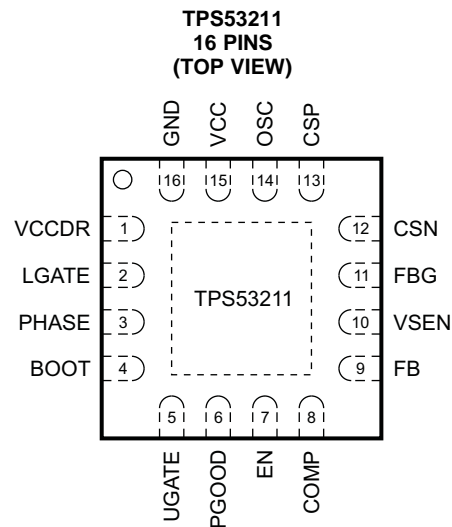 TPS53211
16 PINS
(TOP VIEW)
GND
VCC
OSC
CSP
16
15
14
13
VCCDR
1
12
CSN
LGATE
2
11
FBG
TPS53211
PHASE
3
10
VSEN
BOOT
4
9
FB
5
6
7
8
UGATE
PGOOD
EN
COMP